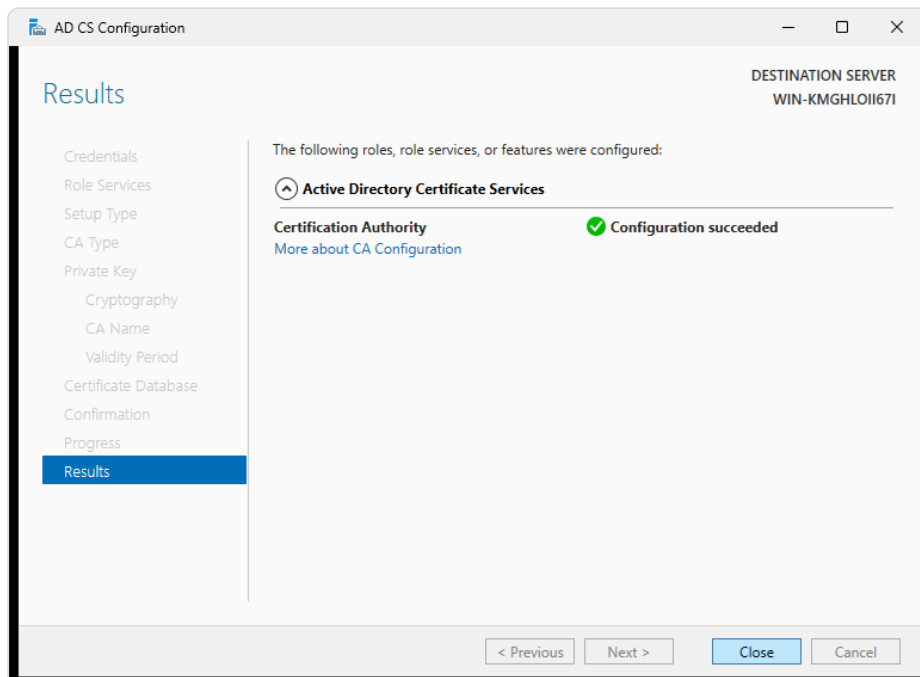 AD CS Configuration
Results
DESTINATION SERVER
WIN-KMGHLOII67I
Credentials
Role Services
Setup Type
CA Type
Private Key
Cryptography
CA Name
Validity Period
Certificate Database
Confirmation
Progress
Results
The following roles, role services, or features were configured:
Active Directory Certificate Services
Certification Authority
Configuration succeeded
More about CA Configuration
< Previous
Next >
Close
Cancel